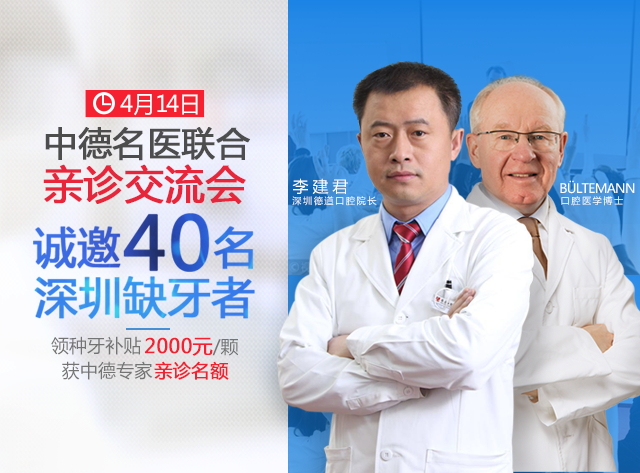 4月14日
中德名医联合
亲诊交流会
诚邀40名
深圳缺牙者
领种牙补贴2000元/颗
获中德专家亲诊名额
李建君
深圳德道口腔院长
BÜLTEMANN
口腔医学博士